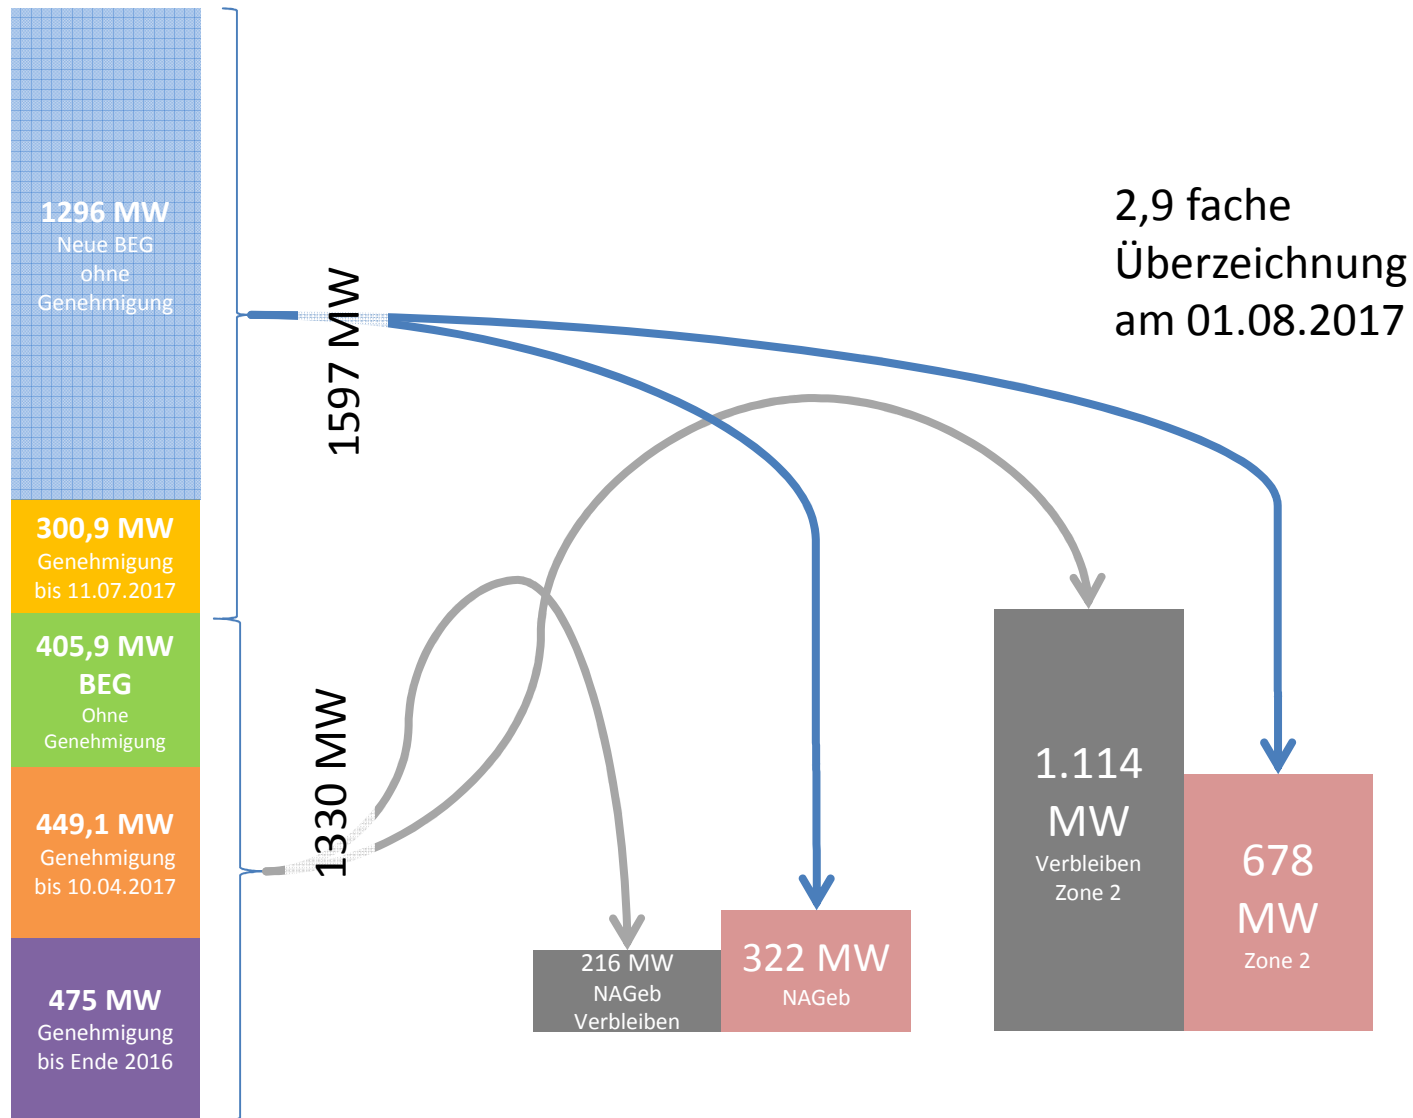 1296 MW
Neue BEG
ohne
Genehmigung
300,9 MW
Genehmigung
bis 11.07.2017
405,9 MW
BEG
Ohne
Genehmigung
449,1 MW
Genehmigung
bis 10.04.2017
475 MW
Genehmigung
bis Ende 2016
1597 MW
1330 MW
2,9 fache
Überzeichnung
am 01.08.2017
216 MW
NAGeb
Verbleiben
322 MW
NAGeb
1.114
MW
Verbleiben
Zone 2
678
MW
Zone 2